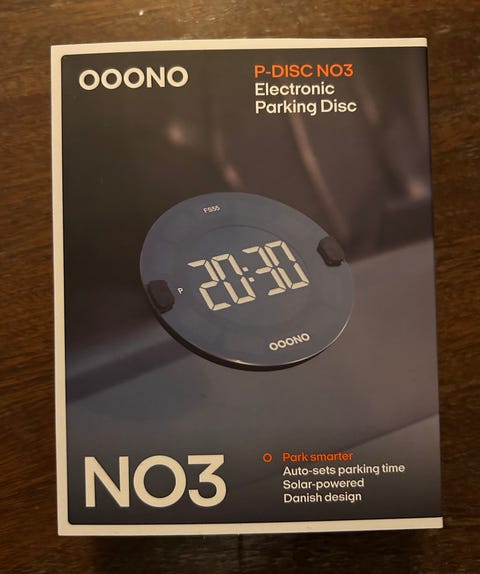 OOONO
P-DISC NO3
Electronic
Parking Disc
FS55
P
20:30
OOONO
NO3
O Park smarter
Auto-sets parking time
Solar-powered
Danish design